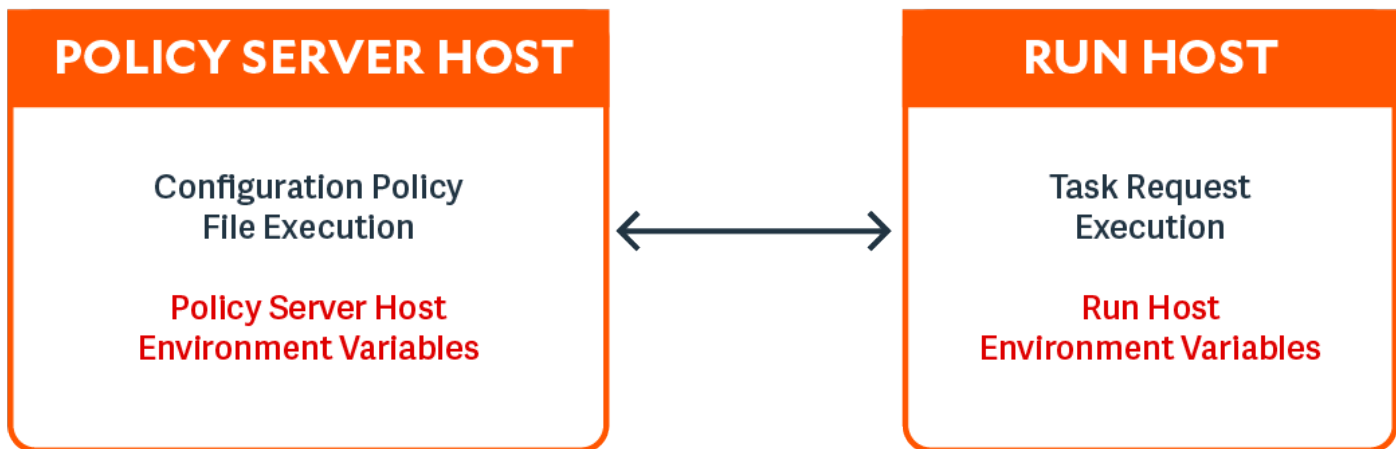 POLICY SERVER HOST
Configuration Policy
File Execution
Policy Server Host
Environment Variables
RUN HOST
Task Request
Execution
Run Host
Environment Variables